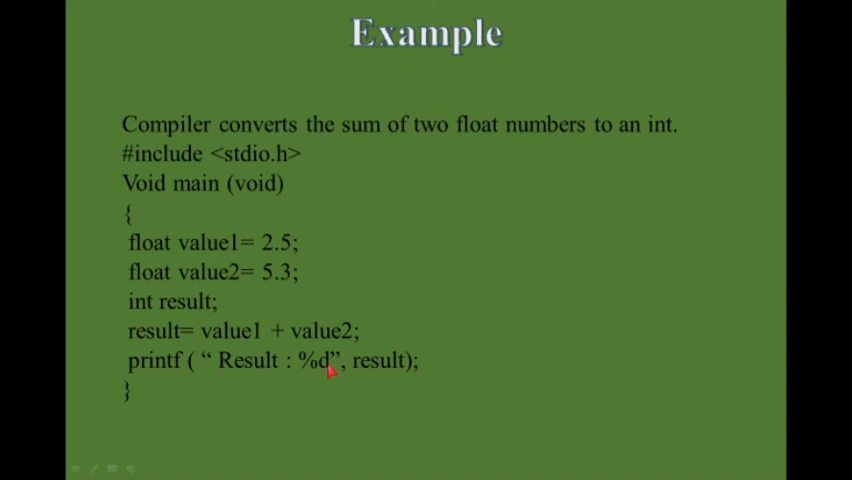 Example
Compiler converts the sum of two float numbers to an int.
#include <stdio.h>
Void main (void)
{
float value1= 2.5;
float value2= 5.3;
int result;
result= value1 + value2;
printf ( “ Result : %d”, result);
}